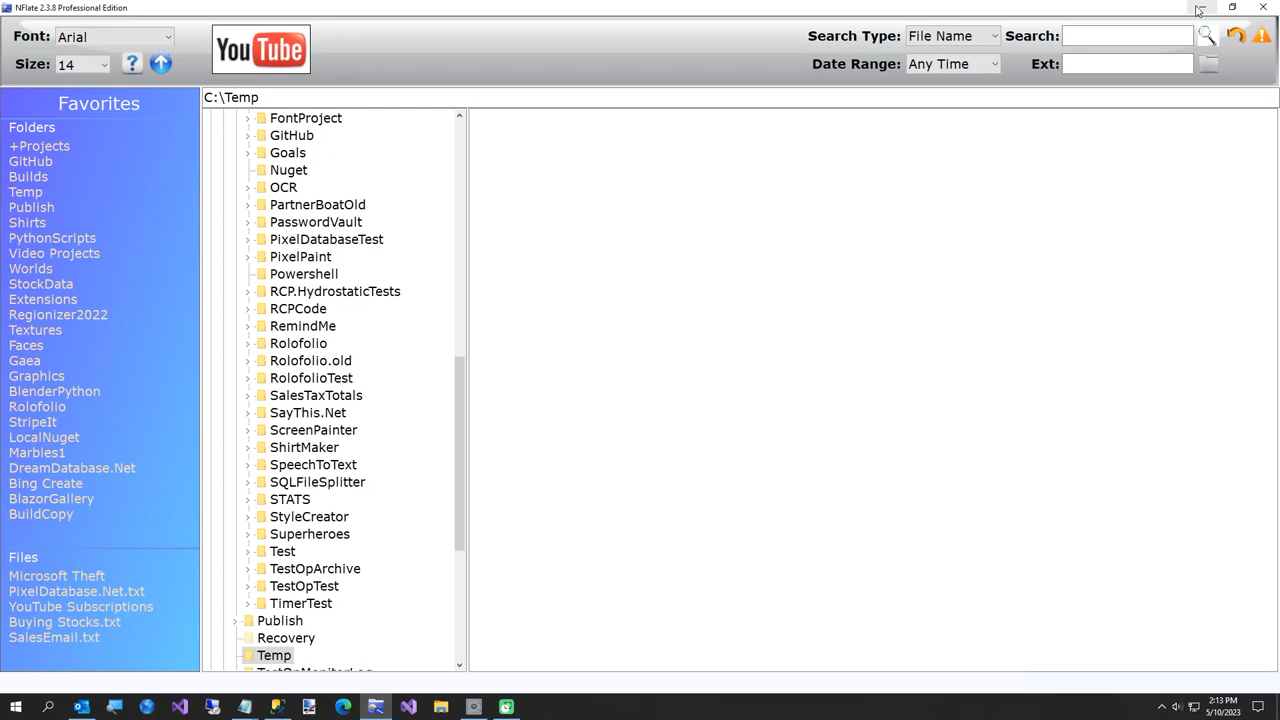 NFlate 2.3.8 Professional Edition
Font: Arial
Size: 14
?
YouTube
Search Type: File Name
Search:
Date Range: Any Time
Ext:
Favorites
Folders
+Projects
GitHub
Builds
Temp
Publish
Shirts
PythonScripts
Video Projects
Worlds
StockData
Extensions
Regionizer2022
Textures
Faces
Gaea
Graphics
BlenderPython
Rolofolio
StripeIt
LocalNuget
Marbles1
DreamDatabase.Net
Bing Create
BlazorGallery
BuildCopy
Files
Microsoft Theft
PixelDatabase.Net.txt
YouTube Subscriptions
Buying Stocks.txt
SalesEmail.txt
C:\Temp
FontProject
GitHub
Goals
Nuget
OCR
PartnerBoatOld
PasswordVault
PixelDatabaseTest
PixelPaint
Powershell
RCP.HydrostaticTests
RCPCode
RemindMe
Rolofolio
Rolofolio.old
RolofolioTest
SalesTaxTotals
SayThis.Net
ScreenPainter
ShirtMaker
SpeechToText
SQLFileSplitter
STATS
StyleCreator
Superheroes
Test
TestOpArchive
TestOpTest
TimerTest
Publish
Recovery
Temp
TestOpMonitorLog
2:13 PM
5/10/2023